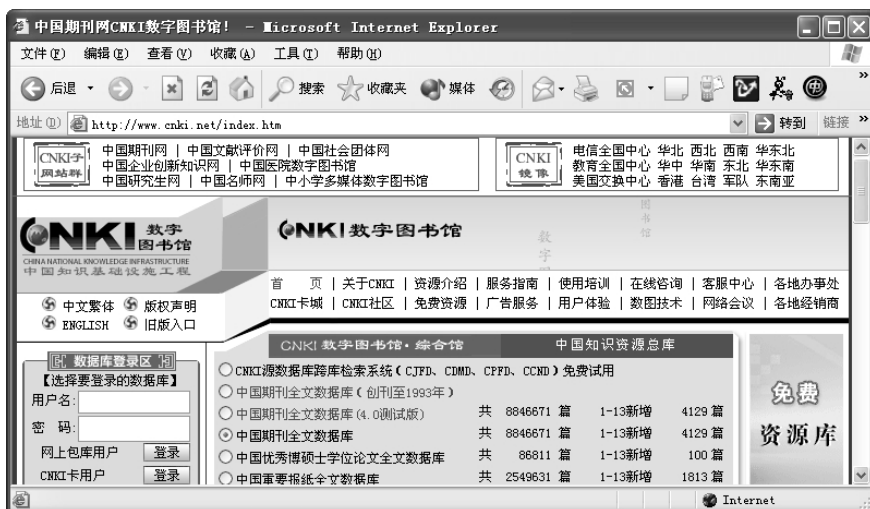 中国期刊网CNKI数字图书馆! - Microsoft Internet Explorer
文件(F) 编辑(E) 查看(V) 收藏(A) 工具(T) 帮助(H)
后退 搜索 收藏夹 媒体
地址(D) http://www.cnki.net/index.htm 转到 链接
CNKI子网站群
中国期刊网 | 中国文献评价网 | 中国社会团体网
中国企业创新知识网 | 中国医院数字图书馆
中国研究生网 | 中国名师网 | 中小学多媒体数字图书馆
CNKI镜像
电信全国中心 华北 西北 西南 华东北
教育全国中心 华中 华南 东北 华东南
美国交换中心 香港 台湾 军队 东南亚
CNKI 数字图书馆
CHINA NATIONAL KNOWLEDGE INFRASTRUCTURE
中国知识基础设施工程
CNKI数字图书馆
数字
图书馆
首 页 | 关于CNKI | 资源介绍 | 服务指南 | 使用培训 | 在线咨询 | 客服中心 | 各地办事处
CNKI卡城 | CNKI社区 | 免费资源 | 广告服务 | 用户体验 | 数图技术 | 网络会议 | 各地经销商
中文繁体 版权声明
ENGLISH 旧版入口
数据库登录区
【选择要登录的数据库】
用户名:
密 码:
网上包库用户 登录
CNKI卡用户 登录
CNKI 数字图书馆·综合馆 中国知识资源总库
CNKI源数据库跨库检索系统(CJFD、CDMD、CPFD、CCND)免费试用
中国期刊全文数据库(创刊至1993年)
中国期刊全文数据库(4.0测试版) 共 8846671 篇 1-13新增 4129 篇
中国期刊全文数据库 共 8846671 篇 1-13新增 4129 篇
中国优秀博硕士学位论文全文数据库 共 86811 篇 1-13新增 100 篇
中国重要报纸全文数据库 共 2549631 篇 1-13新增 1813 篇
免费
资源库
Internet